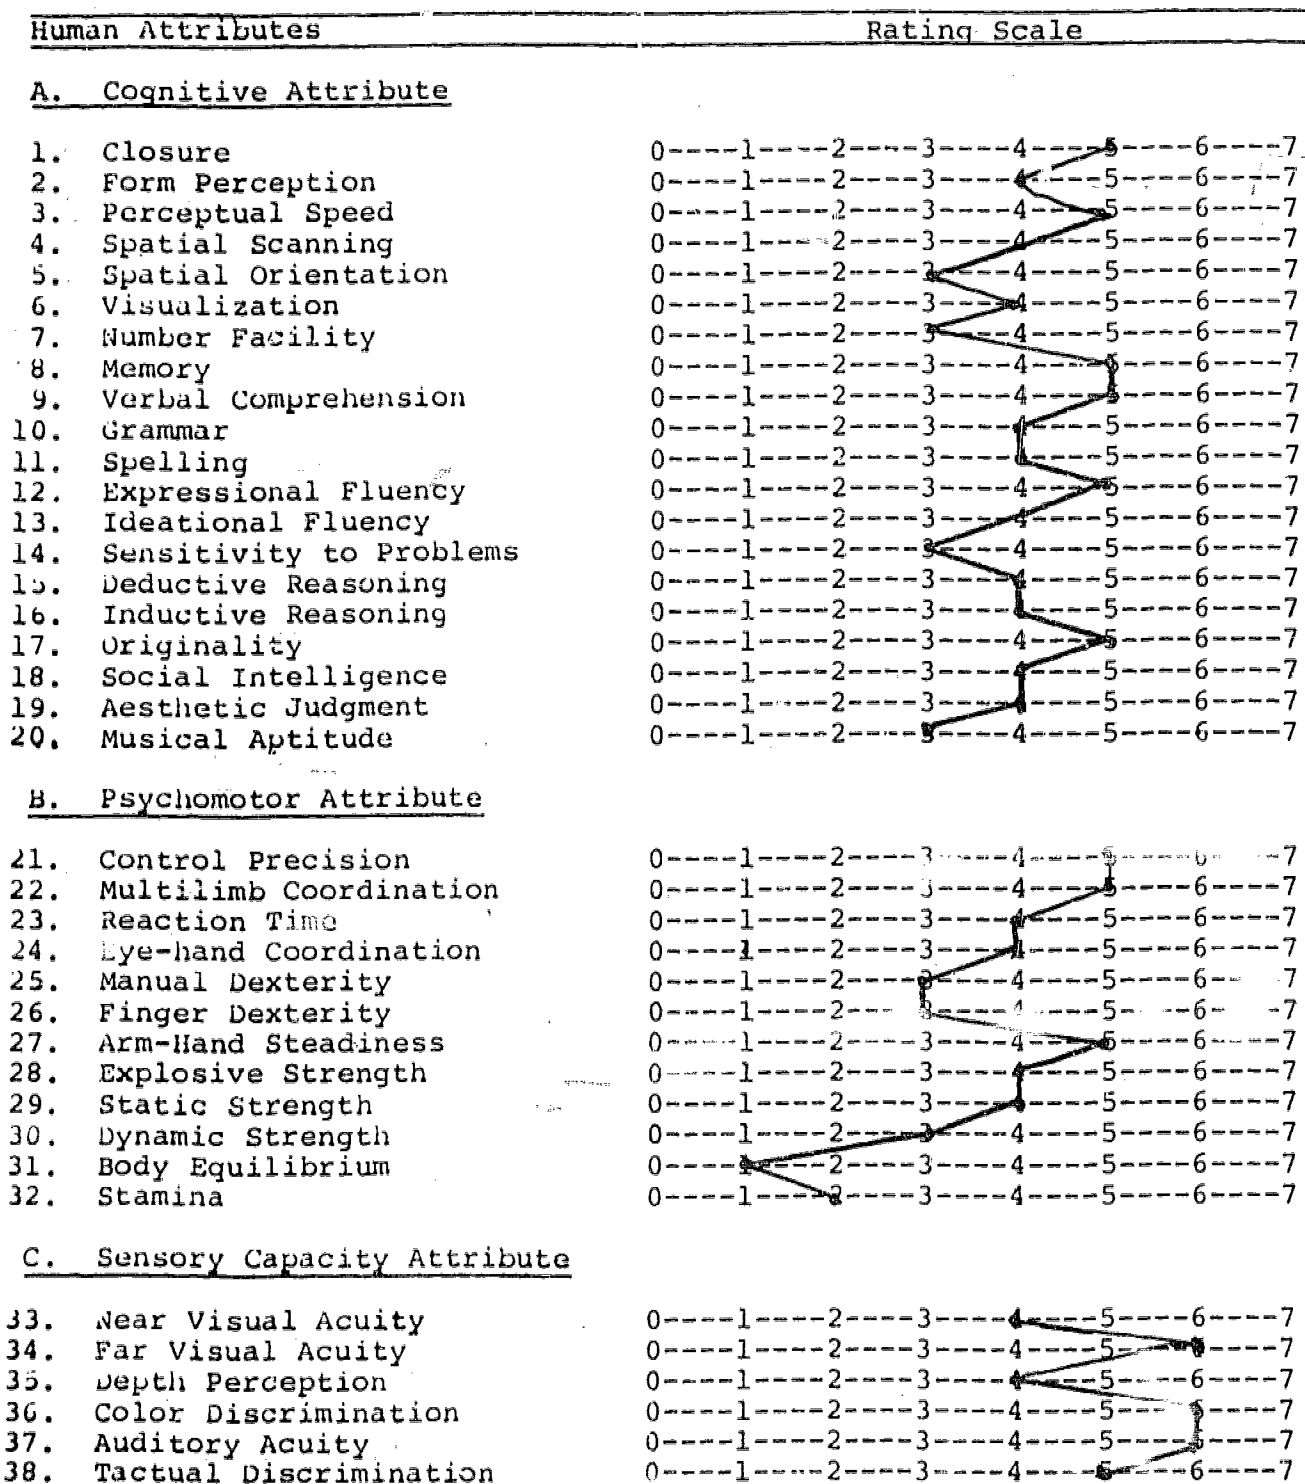 Human Attributes Rating Scale
A. Cognitive Attribute
1. Closure 0----1----2----3----4----5----6----7
2. Form Perception 0----1----2----3----4----5----6----7
3. Perceptual Speed 0----1----2----3----4----5----6----7
4. Spatial Scanning 0----1----2----3----4----5----6----7
5. Spatial Orientation 0----1----2----3----4----5----6----7
6. Visualization 0----1----2----3----4----5----6----7
7. Number Facility 0----1----2----3----4----5----6----7
8. Memory 0----1----2----3----4----5----6----7
9. Verbal Comprehension 0----1----2----3----4----5----6----7
10. Grammar 0----1----2----3----4----5----6----7
11. Spelling 0----1----2----3----4----5----6----7
12. Expressional Fluency 0----1----2----3----4----5----6----7
13. Ideational Fluency 0----1----2----3----4----5----6----7
14. Sensitivity to Problems 0----1----2----3----4----5----6----7
15. Deductive Reasoning 0----1----2----3----4----5----6----7
16. Inductive Reasoning 0----1----2----3----4----5----6----7
17. Originality 0----1----2----3----4----5----6----7
18. Social Intelligence 0----1----2----3----4----5----6----7
19. Aesthetic Judgment 0----1----2----3----4----5----6----7
20. Musical Aptitude 0----1----2----3----4----5----6----7
B. Psychomotor Attribute
21. Control Precision 0----1----2----3----4----5----6----7
22. Multilimb Coordination 0----1----2----3----4----5----6----7
23. Reaction Time 0----1----2----3----4----5----6----7
24. Eye-hand Coordination 0----1----2----3----4----5----6----7
25. Manual Dexterity 0----1----2----3----4----5----6----7
26. Finger Dexterity 0----1----2----3----4----5----6----7
27. Arm-Hand Steadiness 0----1----2----3----4----5----6----7
28. Explosive Strength 0----1----2----3----4----5----6----7
29. Static Strength 0----1----2----3----4----5----6----7
30. Dynamic Strength 0----1----2----3----4----5----6----7
31. Body Equilibrium 0----1----2----3----4----5----6----7
32. Stamina 0----1----2----3----4----5----6----7
C. Sensory Capacity Attribute
33. Near Visual Acuity 0----1----2----3----4----5----6----7
34. Far Visual Acuity 0----1----2----3----4----5----6----7
35. Depth Perception 0----1----2----3----4----5----6----7
36. Color Discrimination 0----1----2----3----4----5----6----7
37. Auditory Acuity 0----1----2----3----4----5----6----7
38. Tactual Discrimination 0----1----2----3----4----5----6----7